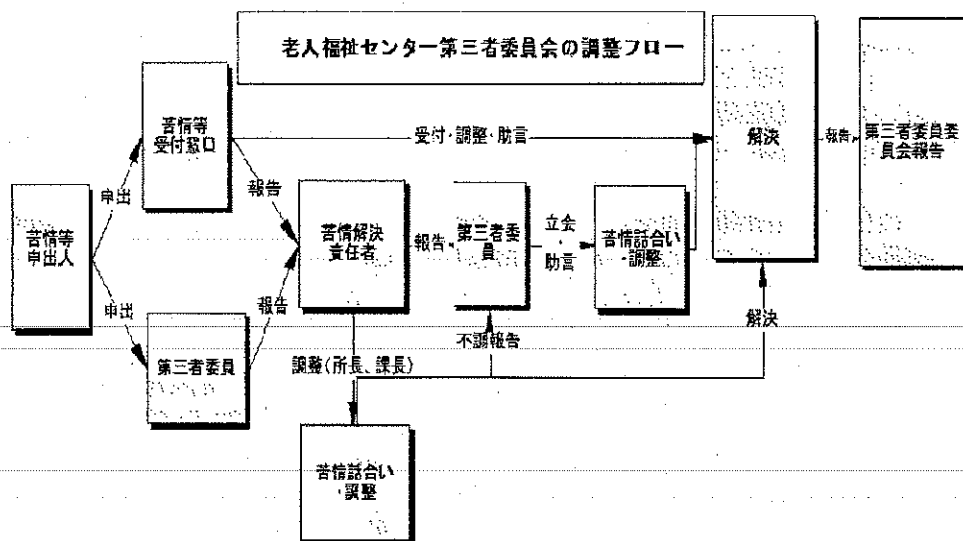 老人福祉センター第三者委員会の調整フロー
苦情等
受付窓口
受付・調整・助言
解決
報告
第三者委員委
員会報告
申出
報告
苦情等
申出人
苦情解決
責任者
報告
第三者委
員
立会
・
助言
苦情話合い
・調整
申出
報告
解決
第三者委員
不調報告
調整(所長、課長)
苦情話合い
・調整